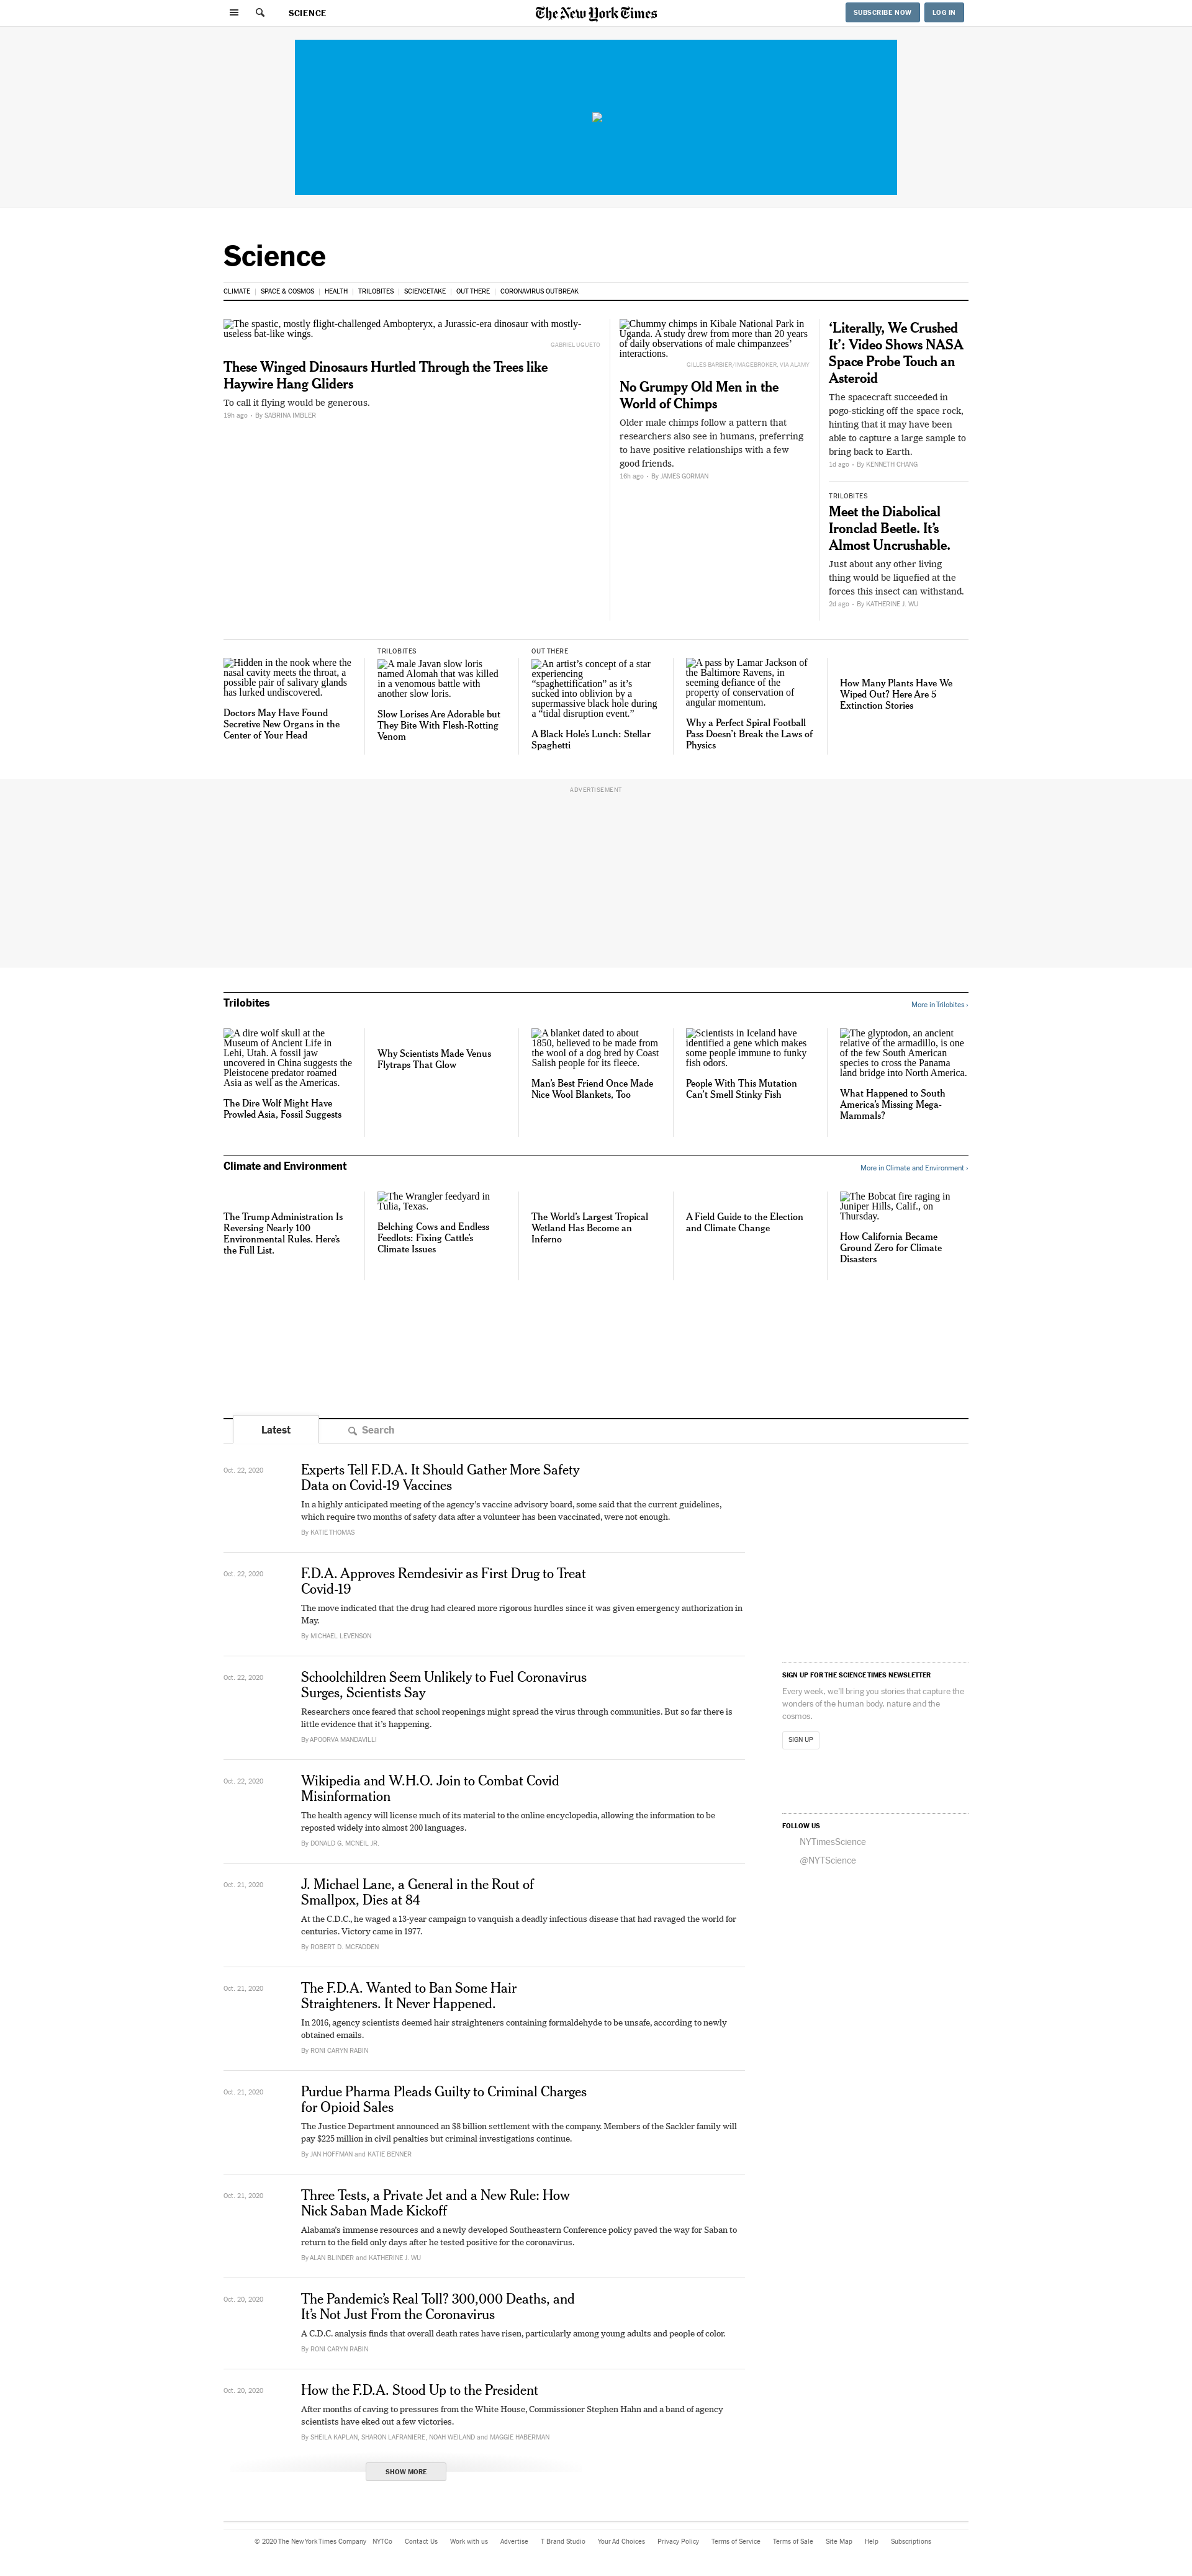 SCIENCE
The New York Times
SUBSCRIBE NOW
LOG IN
Science
CLIMATE
SPACE & COSMOS
HEALTH
TRILOBITES
SCIENCETAKE
OUT THERE
CORONAVIRUS OUTBREAK
The spastic, mostly flight-challenged Ambopteryx, a Jurassic-era dinosaur with mostly-
useless bat-like wings.
GABRIEL UGUETO
These Winged Dinosaurs Hurtled Through the Trees like
Haywire Hang Gliders
To call it flying would be generous.
19h ago • By SABRINA IMBLER
Chummy chimps in Kibale National Park in
Uganda. A study drew from more than 20 years
of daily observations of male chimpanzees'
interactions.
GILLES BARBIER/IMAGEBROKER, VIA ALAMY
No Grumpy Old Men in the
World of Chimps
Older male chimps follow a pattern that
researchers also see in humans, preferring
to have positive relationships with a few
good friends.
16h ago • By JAMES GORMAN
‘Literally, We Crushed
It’: Video Shows NASA
Space Probe Touch an
Asteroid
The spacecraft succeeded in
pogo-sticking off the space rock,
hinting that it may have been
able to capture a large sample to
bring back to Earth.
1d ago • By KENNETH CHANG
TRILOBITES
Meet the Diabolical
Ironclad Beetle. It’s
Almost Uncrushable.
Just about any other living
thing would be liquefied at the
forces this insect can withstand.
2d ago • By KATHERINE J. WU
Hidden in the nook where the
nasal cavity meets the throat, a
possible pair of salivary glands
has lurked undiscovered.
Doctors May Have Found
Secretive New Organs in the
Center of Your Head
TRILOBITES
A male Javan slow loris
named Alomah that was killed
in a venomous battle with
another slow loris.
Slow Lorises Are Adorable but
They Bite With Flesh-Rotting
Venom
OUT THERE
An artist’s concept of a star
experiencing
“spaghettification” as it’s
sucked into oblivion by a
supermassive black hole during
a “tidal disruption event.”
A Black Hole’s Lunch: Stellar
Spaghetti
A pass by Lamar Jackson of
the Baltimore Ravens, in
seeming defiance of the
property of conservation of
angular momentum.
Why a Perfect Spiral Football
Pass Doesn’t Break the Laws of
Physics
How Many Plants Have We
Wiped Out? Here Are 5
Extinction Stories
ADVERTISEMENT
Trilobites
More in Trilobites ›
A dire wolf skull at the
Museum of Ancient Life in
Lehi, Utah. A fossil jaw
uncovered in China suggests the
Pleistocene predator roamed
Asia as well as the Americas.
The Dire Wolf Might Have
Prowled Asia, Fossil Suggests
Why Scientists Made Venus
Flytraps That Glow
A blanket dated to about
1850, believed to be made from
the wool of a dog bred by Coast
Salish people for its fleece.
Man’s Best Friend Once Made
Nice Wool Blankets, Too
Scientists in Iceland have
identified a gene which makes
some people immune to funky
fish odors.
People With This Mutation
Can’t Smell Stinky Fish
The glyptodon, an ancient
relative of the armadillo, is one
of the few South American
species to cross the Panama
land bridge into North America.
What Happened to South
America’s Missing Mega-
Mammals?
Climate and Environment
More in Climate and Environment ›
The Trump Administration Is
Reversing Nearly 100
Environmental Rules. Here’s
the Full List.
The Wrangler feedyard in
Tulia, Texas.
Belching Cows and Endless
Feedlots: Fixing Cattle’s
Climate Issues
The World’s Largest Tropical
Wetland Has Become an
Inferno
A Field Guide to the Election
and Climate Change
The Bobcat fire raging in
Juniper Hills, Calif., on
Thursday.
How California Became
Ground Zero for Climate
Disasters
Latest
Search
Oct. 22, 2020
Experts Tell F.D.A. It Should Gather More Safety
Data on Covid-19 Vaccines
In a highly anticipated meeting of the agency’s vaccine advisory board, some said that the current guidelines,
which require two months of safety data after a volunteer has been vaccinated, were not enough.
By KATIE THOMAS
Oct. 22, 2020
F.D.A. Approves Remdesivir as First Drug to Treat
Covid-19
The move indicated that the drug had cleared more rigorous hurdles since it was given emergency authorization in
May.
By MICHAEL LEVENSON
Oct. 22, 2020
Schoolchildren Seem Unlikely to Fuel Coronavirus
Surges, Scientists Say
Researchers once feared that school reopenings might spread the virus through communities. But so far there is
little evidence that it’s happening.
By APOORVA MANDAVILLI
Oct. 22, 2020
Wikipedia and W.H.O. Join to Combat Covid
Misinformation
The health agency will license much of its material to the online encyclopedia, allowing the information to be
reposted widely into almost 200 languages.
By DONALD G. MCNEIL JR.
Oct. 21, 2020
J. Michael Lane, a General in the Rout of
Smallpox, Dies at 84
At the C.D.C., he waged a 13-year campaign to vanquish a deadly infectious disease that had ravaged the world for
centuries. Victory came in 1977.
By ROBERT D. MCFADDEN
Oct. 21, 2020
The F.D.A. Wanted to Ban Some Hair
Straighteners. It Never Happened.
In 2016, agency scientists deemed hair straighteners containing formaldehyde to be unsafe, according to newly
obtained emails.
By RONI CARYN RABIN
Oct. 21, 2020
Purdue Pharma Pleads Guilty to Criminal Charges
for Opioid Sales
The Justice Department announced an $8 billion settlement with the company. Members of the Sackler family will
pay $225 million in civil penalties but criminal investigations continue.
By JAN HOFFMAN and KATIE BENNER
Oct. 21, 2020
Three Tests, a Private Jet and a New Rule: How
Nick Saban Made Kickoff
Alabama’s immense resources and a newly developed Southeastern Conference policy paved the way for Saban to
return to the field only days after he tested positive for the coronavirus.
By ALAN BLINDER and KATHERINE J. WU
Oct. 20, 2020
The Pandemic’s Real Toll? 300,000 Deaths, and
It’s Not Just From the Coronavirus
A C.D.C. analysis finds that overall death rates have risen, particularly among young adults and people of color.
By RONI CARYN RABIN
Oct. 20, 2020
How the F.D.A. Stood Up to the President
After months of caving to pressures from the White House, Commissioner Stephen Hahn and a band of agency
scientists have eked out a few victories.
By SHEILA KAPLAN, SHARON LAFRANIERE, NOAH WEILAND and MAGGIE HABERMAN
SHOW MORE
SIGN UP FOR THE SCIENCE TIMES NEWSLETTER
Every week, we’ll bring you stories that capture the
wonders of the human body, nature and the
cosmos.
SIGN UP
FOLLOW US
NYTimesScience
@NYTScience
© 2020 The New York Times Company
NYTCo
Contact Us
Work with us
Advertise
T Brand Studio
Your Ad Choices
Privacy Policy
Terms of Service
Terms of Sale
Site Map
Help
Subscriptions